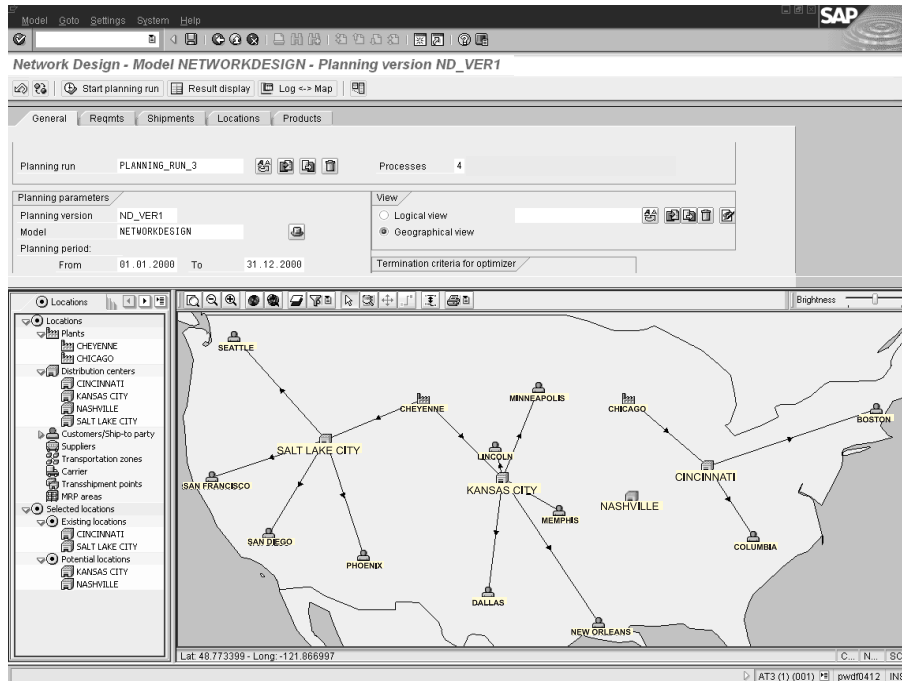 Model Goto Settings System Help
SAP
Network Design - Model NETWORKDESIGN - Planning version ND_VER1
Start planning run Result display Log <-> Map
General Reqmts Shipments Locations Products
Planning run PLANNING_RUN_3 Processes 4
Planning parameters View
Planning version ND_VER1 Logical view
Model NETWORKDESIGN Geographical view
Planning period:
From 01.01.2000 To 31.12.2000 Termination criteria for optimizer
Locations Brightness
Locations
Plants
CHEYENNE
CHICAGO
Distribution centers
CINCINNATI
KANSAS CITY
NASHVILLE
SALT LAKE CITY
Customers/Ship-to party
Suppliers
Transportation zones
Carrier
Transshipment points
MRP areas
Selected locations
Existing locations
CINCINNATI
SALT LAKE CITY
Potential locations
KANSAS CITY
NASHVILLE
SEATTLE
MINNEAPOLIS
CHEYENNE
CHICAGO
BOSTON
SALT LAKE CITY
LINCOLN
CINCINNATI
SAN FRANCISCO
KANSAS CITY
NASHVILLE
MEMPHIS
SAN DIEGO
COLUMBIA
PHOENIX
DALLAS
NEW ORLEANS
Lat: 48.773399 - Long: -121.866997 C... N... SC
AT3 (1) (001) pwdf0412 INS